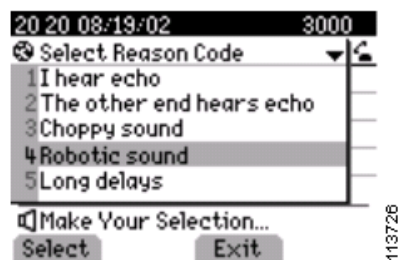 20 20 08/19/02 3000
Select Reason Code
1 I hear echo
2 The other end hears echo
3 Choppy sound
4 Robotic sound
5 Long delays
Make Your Selection...
Select Exit
113726